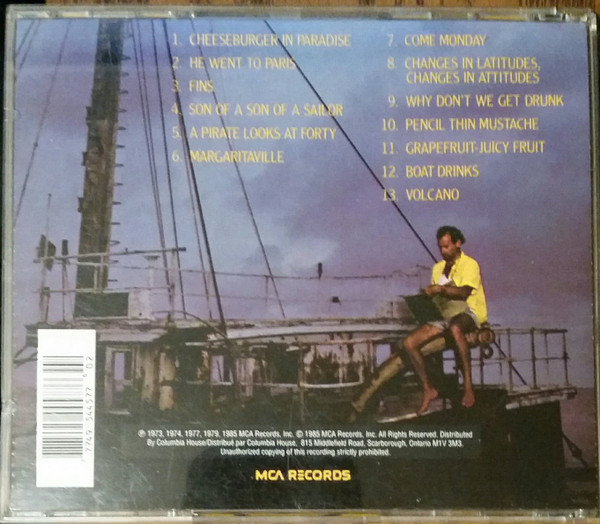 1. CHEESEBURGER IN PARADISE
2. HE WENT TO PARIS
3. FINS
4. SON OF A SON OF A SAILOR
5. A PIRATE LOOKS AT FORTY
6. MARGARITAVILLE
7. COME MONDAY
8. CHANGES IN LATITUDES,
CHANGES IN ATTITUDES
9. WHY DON'T WE GET DRUNK
10. PENCIL THIN MUSTACHE
11. GRAPEFRUIT-JUICY FRUIT
12. BOAT DRINKS
13. VOLCANO
7749 544577 02
℗ 1973, 1974, 1977, 1979, 1985 MCA Records, Inc. © 1985 MCA Records, Inc. All Rights Reserved. Distributed
By Columbia House/Distribué par Columbia House, 815 Middlefield Road, Scarborough, Ontario M1V 3M3.
Unauthorized copying of this recording strictly prohibited.
MCA RECORDS